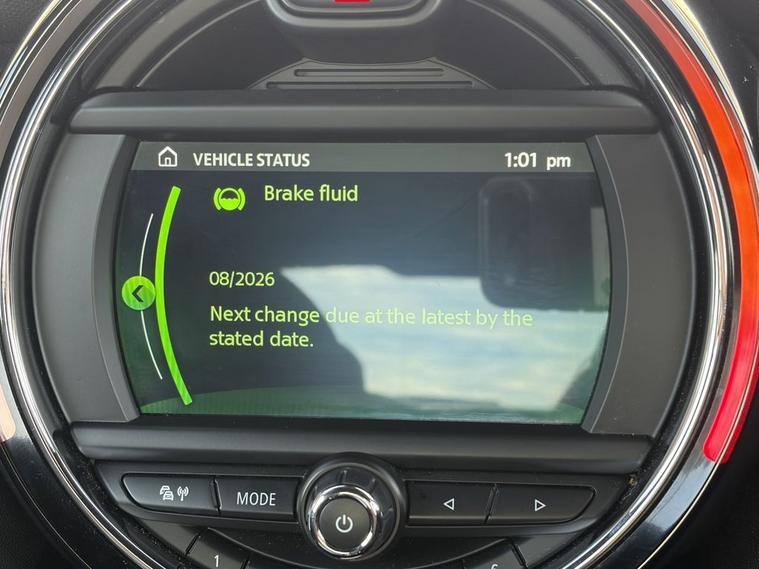 VEHICLE STATUS 1:01 pm
Brake fluid
08/2026
Next change due at the latest by the
stated date.
MODE
1